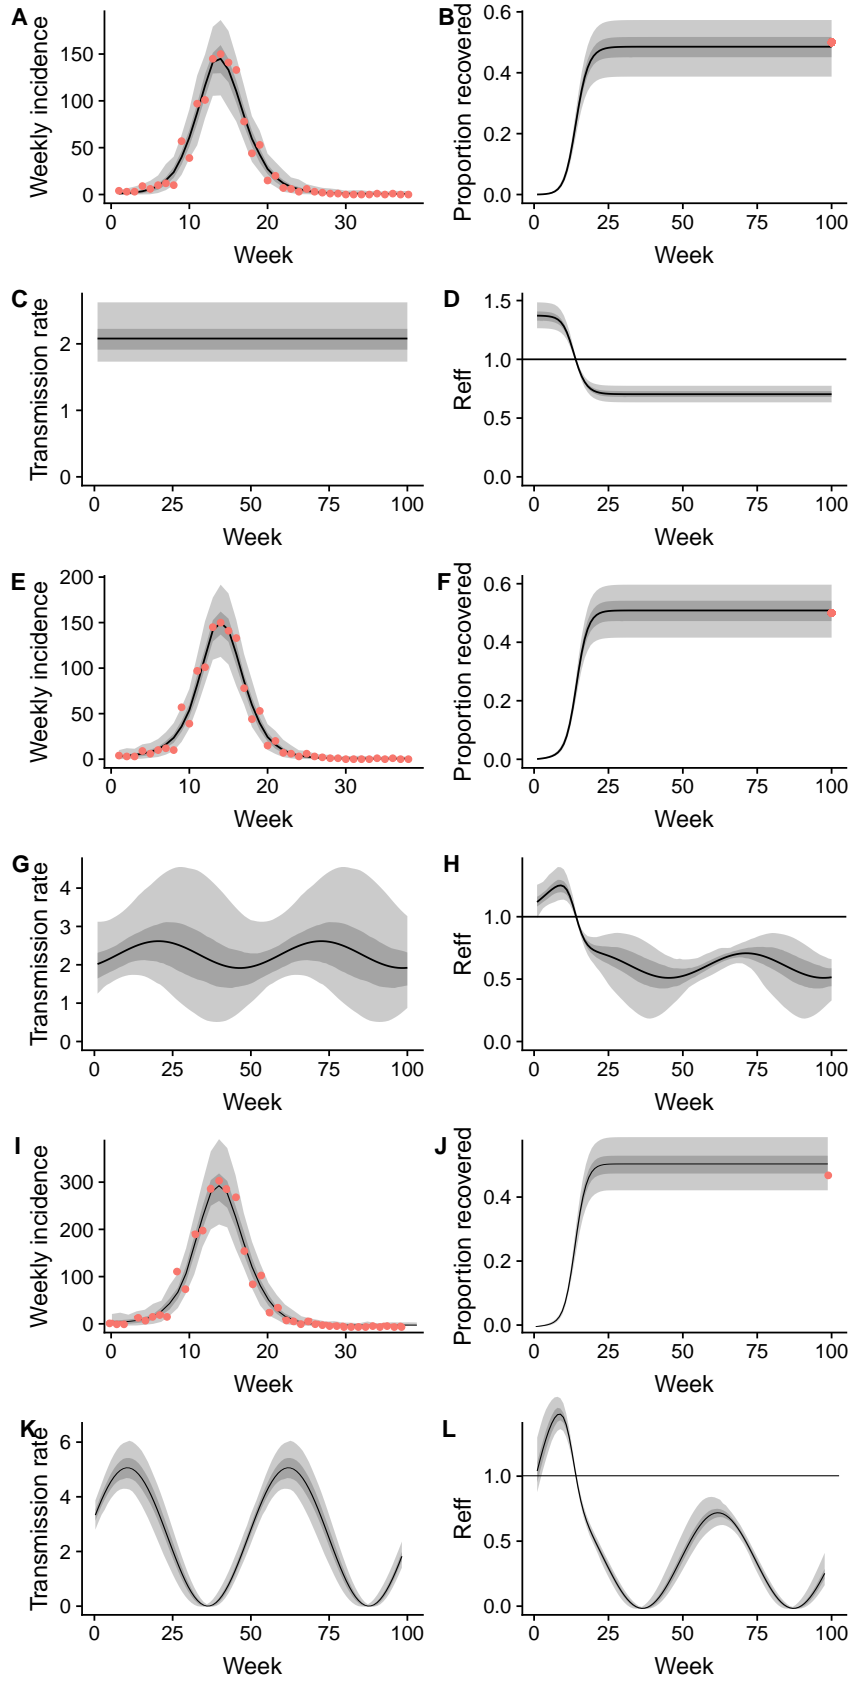 A
Weekly incidence
150
100
50
0
0 10 20 30
Week
B
Proportion recovered
0.6
0.4
0.2
0.0
0 25 50 75 100
Week
C
Transmission rate
2
1
0
0 25 50 75 100
Week
D
Reff
1.5
1.0
0.5
0.0
0 25 50 75 100
Week
E
Weekly incidence
200
150
100
50
0
0 10 20 30
Week
F
Proportion recovered
0.6
0.4
0.2
0.0
0 25 50 75 100
Week
G
Transmission rate
4
3
2
1
0
0 25 50 75 100
Week
H
Reff
1.0
0.5
0.0
0 25 50 75 100
Week
I
Weekly incidence
300
200
100
0
0 10 20 30
Week
J
Proportion recovered
0.4
0.2
0.0
0 25 50 75 100
Week
K
Transmission rate
6
4
2
0
0 25 50 75 100
Week
L
Reff
1.0
0.5
0.0
0 25 50 75 100
Week